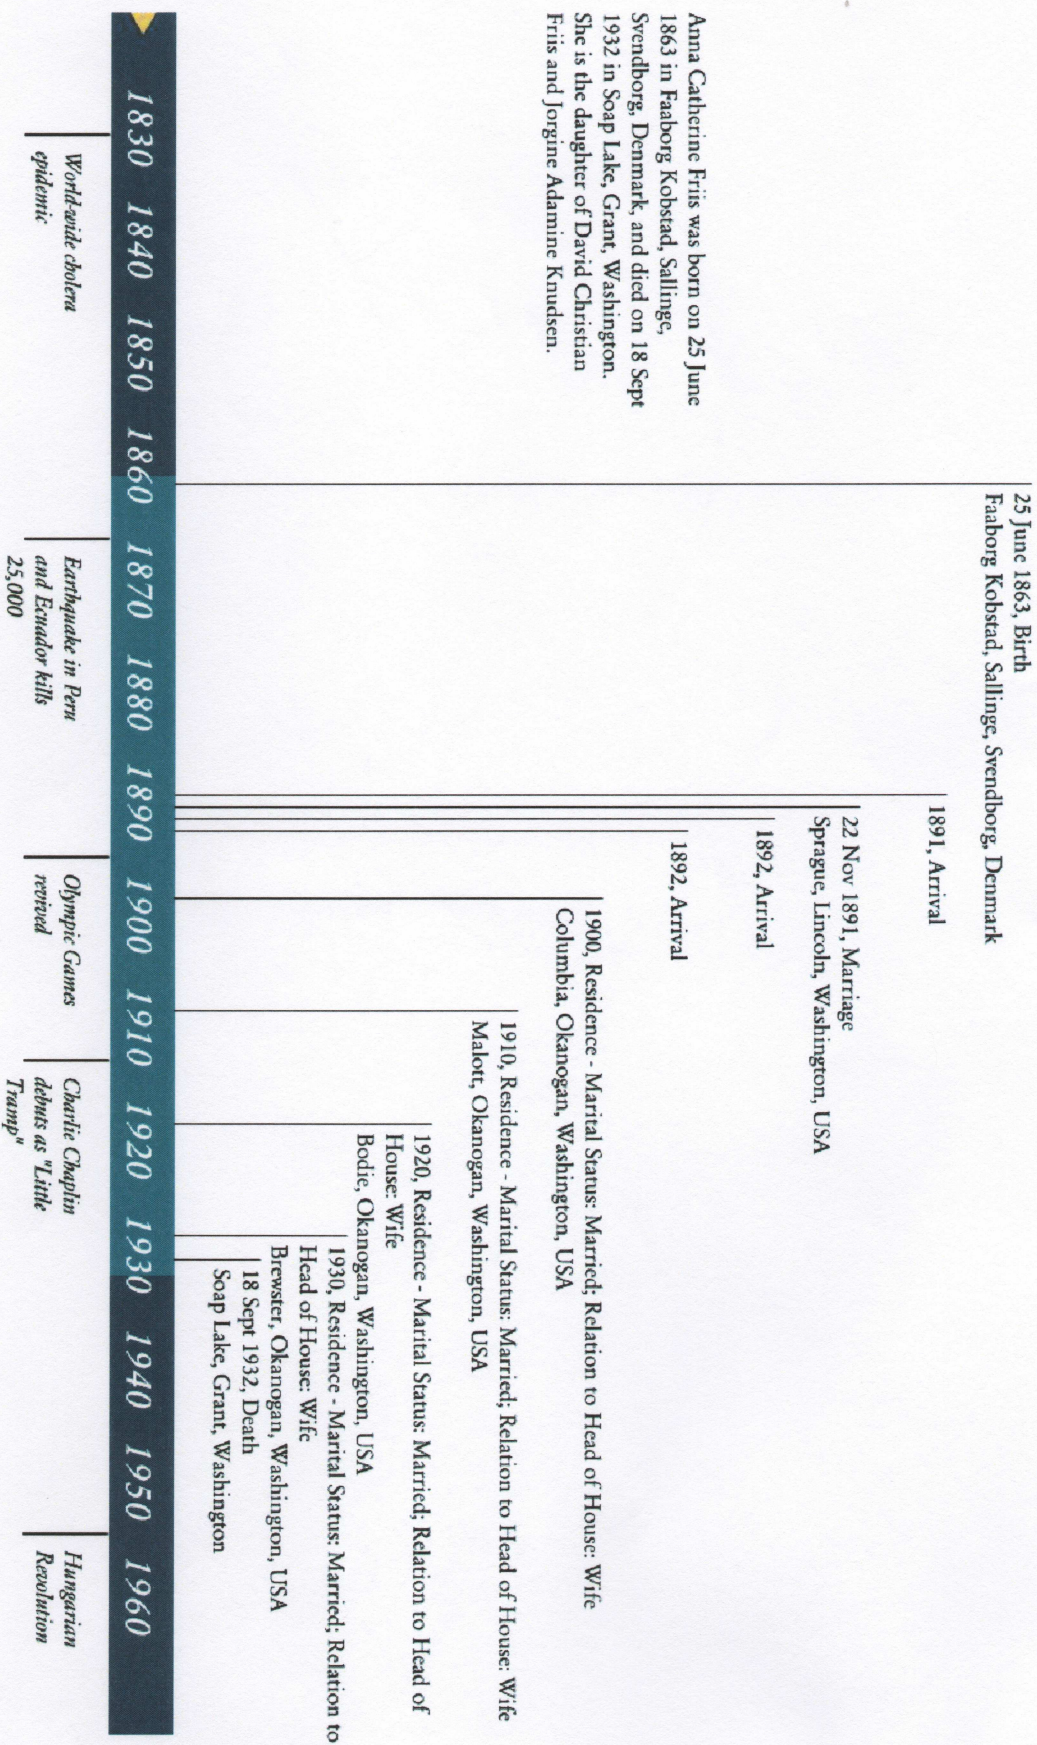 25 June 1863, Birth
Faaborg Kobstad, Sallinge, Svendborg, Denmark
1891, Arrival
22 Nov 1891, Marriage
Sprague, Lincoln, Washington, USA
1892, Arrival
1892, Arrival
Anna Catherine Friis was born on 25 June
1863 in Faaborg Kobstad, Sallinge,
Svendborg, Denmark, and died on 18 Sept
1932 in Soap Lake, Grant, Washington.
She is the daughter of David Christian
Friis and Jorgine Adamine Knudsen.
1900, Residence - Marital Status: Married; Relation to Head of House: Wife
Columbia, Okanogan, Washington, USA
1910, Residence - Marital Status: Married; Relation to Head of House: Wife
Malott, Okanogan, Washington, USA
1920, Residence - Marital Status: Married; Relation to Head of
House: Wife
Bodie, Okanogan, Washington, USA
1930, Residence - Marital Status: Married; Relation to
Head of House: Wife
Brewster, Okanogan, Washington, USA
18 Sept 1932, Death
Soap Lake, Grant, Washington
1830 1840 1850 1860 1870 1880 1890 1900 1910 1920 1930 1940 1950 1960
World-wide cholera
epidemic
Earthquake in Peru
and Ecuador kills
25,000
Olympic Games
revived
Charlie Chaplin
debuts as "Little
Tramp"
Hungarian
Revolution